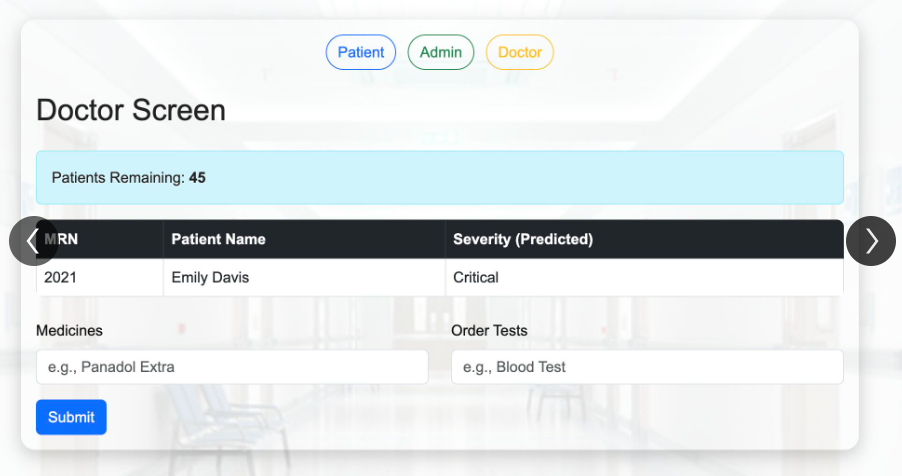 Patient Admin Doctor
Doctor Screen
Patients Remaining: 45
MRN Patient Name Severity (Predicted)
2021 Emily Davis Critical
Medicines Order Tests
e.g., Panadol Extra e.g., Blood Test
Submit